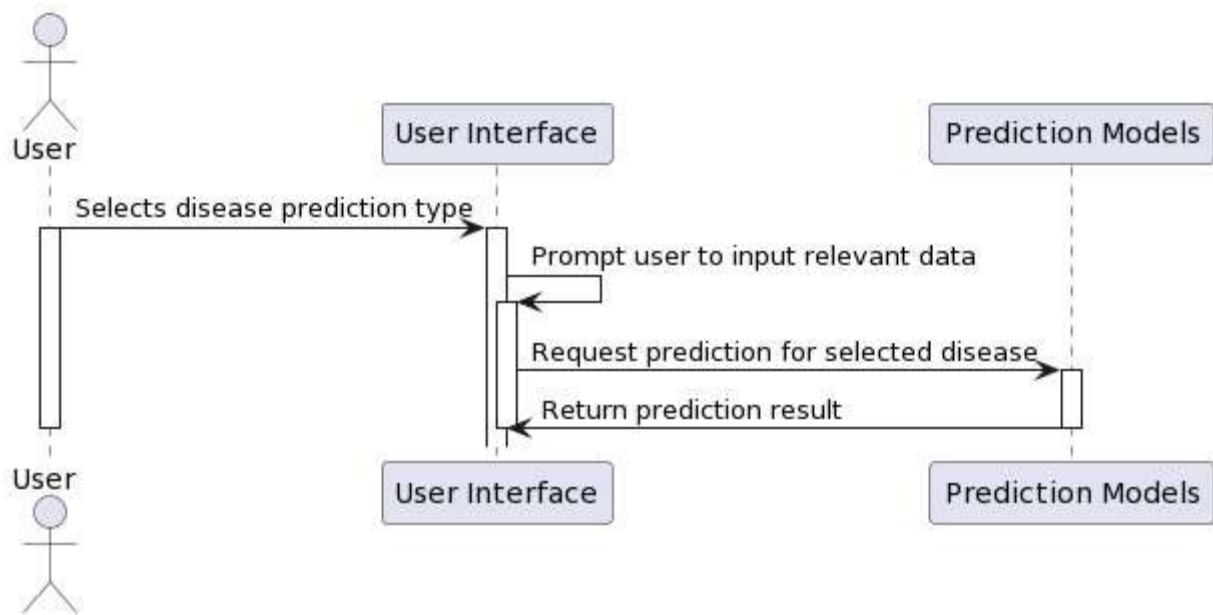 User
User Interface
Prediction Models
Selects disease prediction type
Prompt user to input relevant data
Request prediction for selected disease
Return prediction result
User
User Interface
Prediction Models